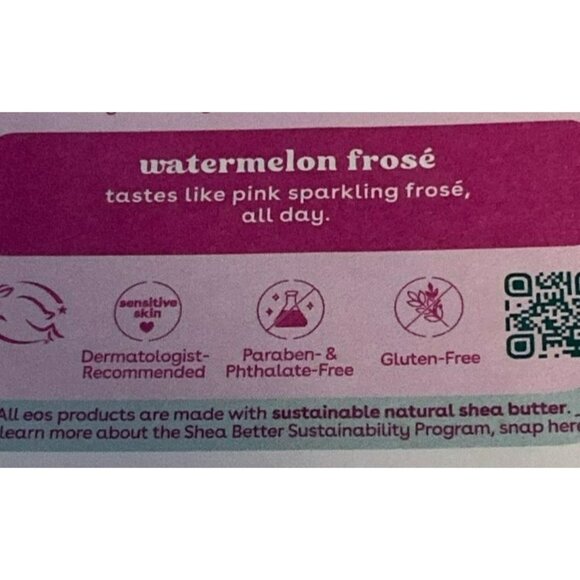 watermelon frosé
tastes like pink sparkling frosé,
all day.
sensitive
skin
Dermatologist-
Recommended
Paraben- &
Phthalate-Free
Gluten-Free
All eos products are made with sustainable natural shea butter.
learn more about the Shea Better Sustainability Program, snap here